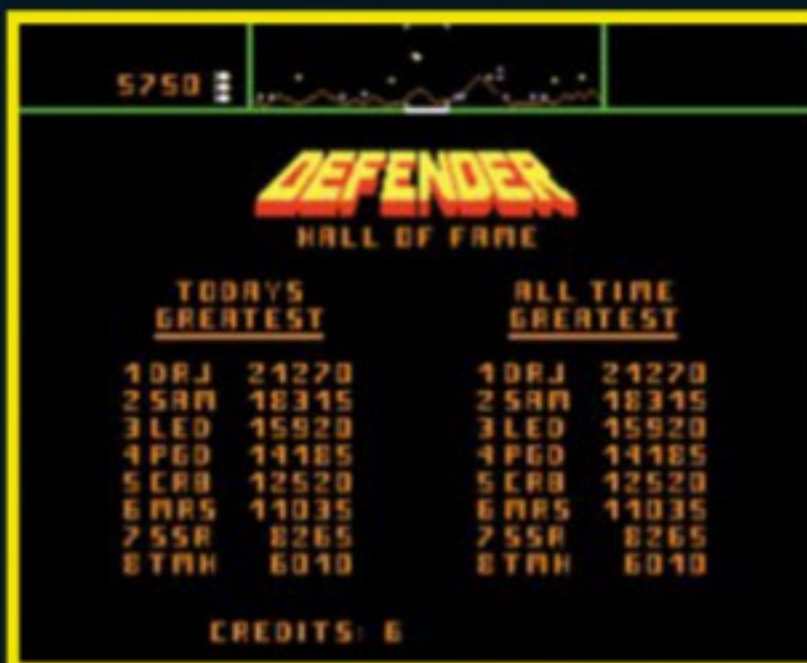 5750
DEFENDER
HALL OF FAME
TODAYS
GREATEST
1 DRJ 21270
2 SAM 18315
3 LED 15920
4 PGD 14185
5 CRB 12520
6 MRS 11035
7 SSR 8265
8 TMH 6010
ALL TIME
GREATEST
1 DRJ 21270
2 SAM 18315
3 LED 15920
4 PGD 14185
5 CRB 12520
6 MRS 11035
7 SSR 8265
8 TMH 6010
CREDITS: 6